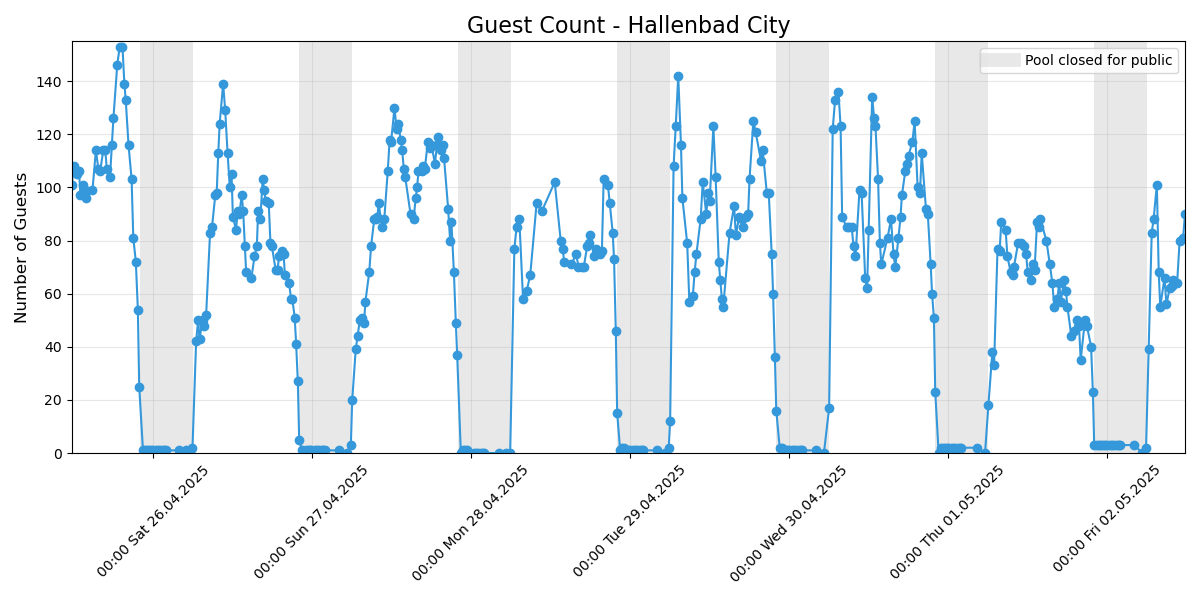 Guest Count - Hallenbad City
Pool closed for public
Number of Guests
140
120
100
80
60
40
20
0
00:00 Sat 26.04.2025
00:00 Sun 27.04.2025
00:00 Mon 28.04.2025
00:00 Tue 29.04.2025
00:00 Wed 30.04.2025
00:00 Thu 01.05.2025
00:00 Fri 02.05.2025